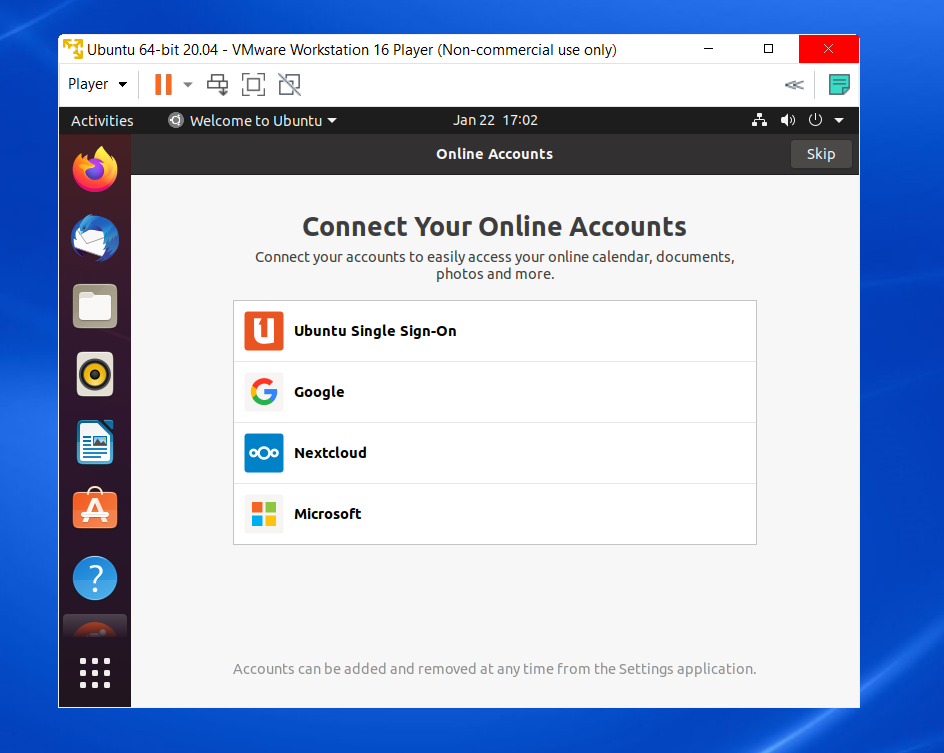 Ubuntu 64-bit 20.04 - VMware Workstation 16 Player (Non-commercial use only)
Player
Activities
Welcome to Ubuntu
Jan 22 17:02
Online Accounts
Skip
Connect Your Online Accounts
Connect your accounts to easily access your online calendar, documents,
photos and more.
Ubuntu Single Sign-On
Google
Nextcloud
Microsoft
Accounts can be added and removed at any time from the Settings application.